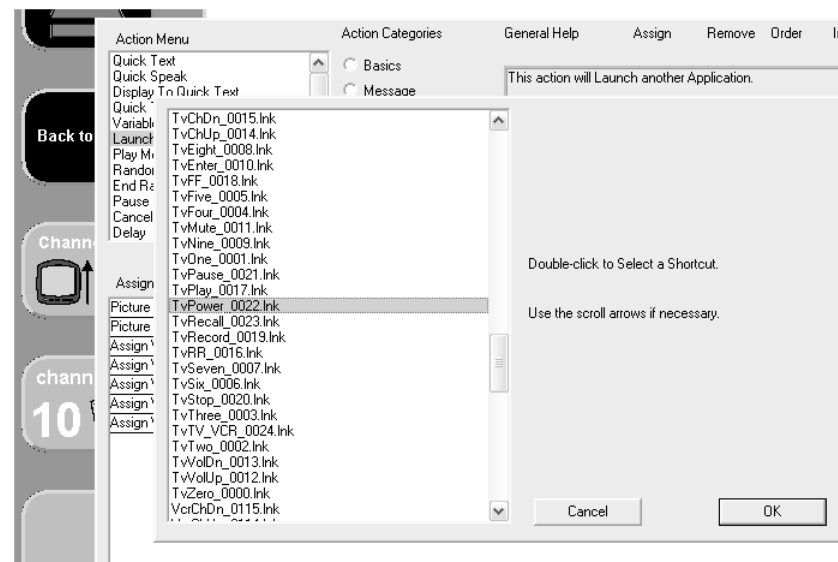 Action Menu
Action Categories
General Help
Assign
Remove
Order
Quick Text
Quick Speak
Display To Quick Text
Quick
Variabl
Launch
Play M
Rando
End Ra
Pause
Cancel
Delay
Basics
Message
This action will Launch another Application.
Back to
Chann
chann
10
Assign
Picture
Picture
Assign
Assign
Assign
Assign
Assign
TvChDn_0015.lnk
TvChUp_0014.lnk
TvEight_0008.lnk
TvEnter_0010.lnk
TvFF_0018.lnk
TvFive_0005.lnk
TvFour_0004.lnk
TvMute_0011.lnk
TvNine_0009.lnk
TvOne_0001.lnk
TvPause_0021.lnk
TvPlay_0017.lnk
TvPower_0022.lnk
TvRecall_0023.lnk
TvRecord_0019.lnk
TvRR_0016.lnk
TvSeven_0007.lnk
TvSix_0006.lnk
TvStop_0020.lnk
TvThree_0003.lnk
TvTV_VCR_0024.lnk
TvTwo_0002.lnk
TvVolDn_0013.lnk
TvVolUp_0012.lnk
TvZero_0000.lnk
VcrChDn_0115.lnk
Double-click to Select a Shortcut.
Use the scroll arrows if necessary.
Cancel
OK